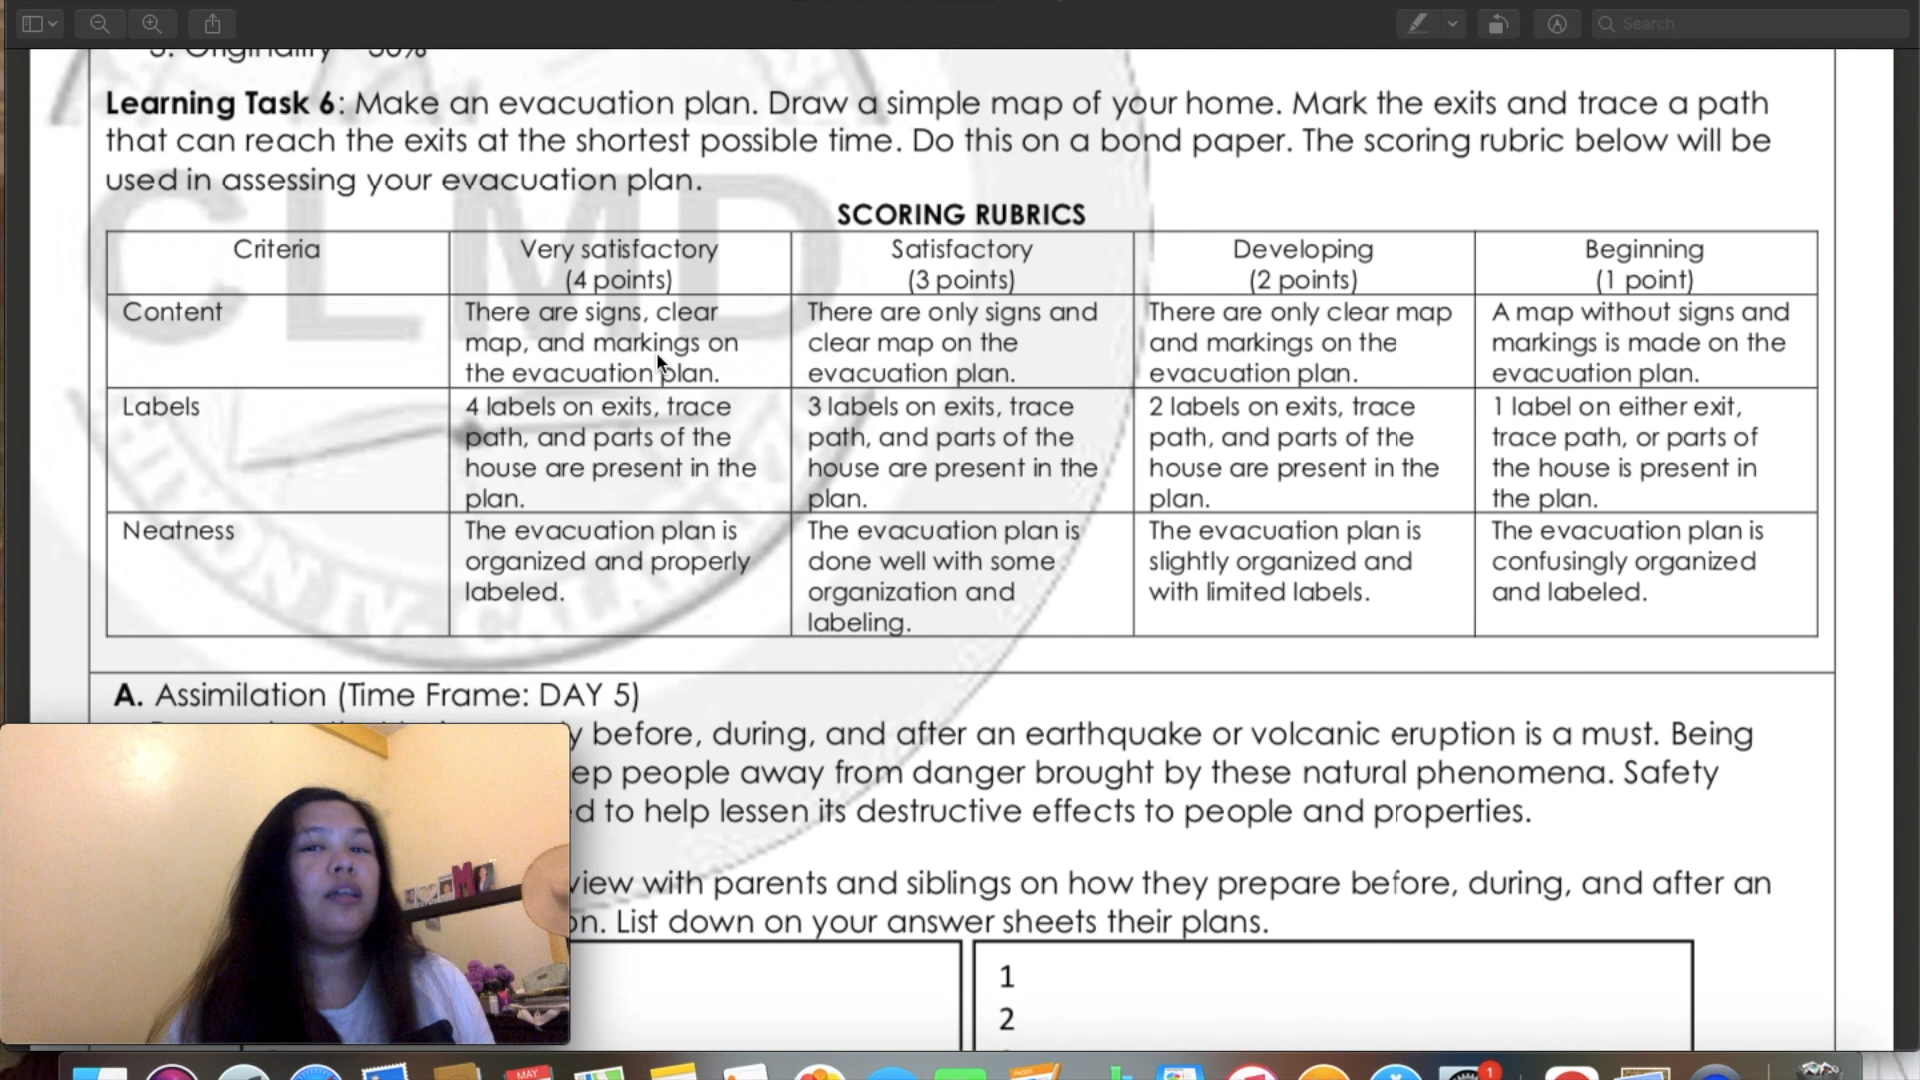 Search
3. Originality – 30%
Learning Task 6: Make an evacuation plan. Draw a simple map of your home. Mark the exits and trace a path
that can reach the exits at the shortest possible time. Do this on a bond paper. The scoring rubric below will be
used in assessing your evacuation plan.
SCORING RUBRICS
Criteria
Very satisfactory
(4 points)
Satisfactory
(3 points)
Developing
(2 points)
Beginning
(1 point)
Content
There are signs, clear
map, and markings on
the evacuation plan.
There are only signs and
clear map on the
evacuation plan.
There are only clear map
and markings on the
evacuation plan.
A map without signs and
markings is made on the
evacuation plan.
Labels
4 labels on exits, trace
path, and parts of the
house are present in the
plan.
3 labels on exits, trace
path, and parts of the
house are present in the
plan.
2 labels on exits, trace
path, and parts of the
house are present in the
plan.
1 label on either exit,
trace path, or parts of
the house is present in
the plan.
Neatness
The evacuation plan is
organized and properly
labeled.
The evacuation plan is
done well with some
organization and
labeling.
The evacuation plan is
slightly organized and
with limited labels.
The evacuation plan is
confusingly organized
and labeled.
CLMD
A. Assimilation (Time Frame: DAY 5)
before, during, and after an earthquake or volcanic eruption is a must. Being
people away from danger brought by these natural phenomena. Safety
to help lessen its destructive effects to people and properties.
with parents and siblings on how they prepare before, during, and after an
List down on your answer sheets their plans.
1
2
M
MAY
PAGES
1